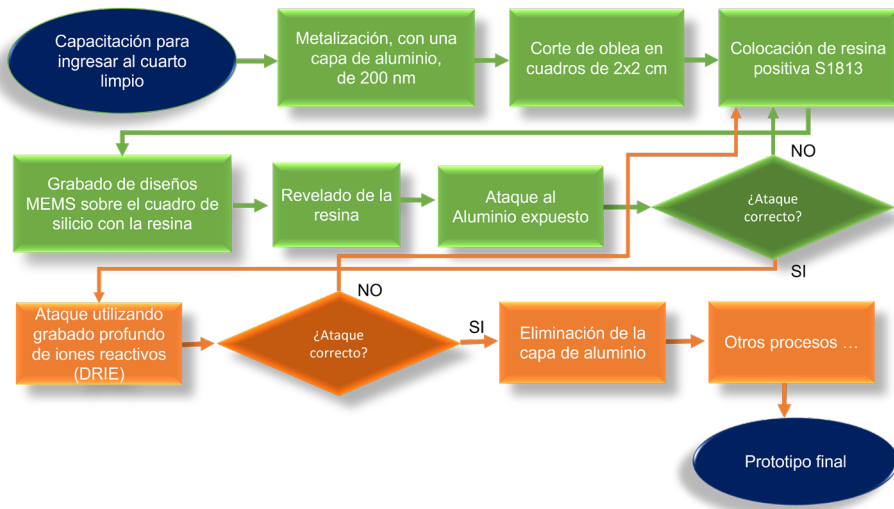 Capacitación para
ingresar al cuarto
limpio
Metalización, con una
capa de aluminio,
de 200 nm
Corte de oblea en
cuadros de 2x2 cm
Colocación de resina
positiva S1813
Grabado de diseños
MEMS sobre el cuadro de
silicio con la resina
Revelado de la
resina
Ataque al
Aluminio expuesto
¿Ataque
correcto?
NO
SI
Ataque utilizando
grabado profundo
de iones reactivos
(DRIE)
¿Ataque
correcto?
NO
SI
Eliminación de la
capa de aluminio
Otros procesos ...
Prototipo final